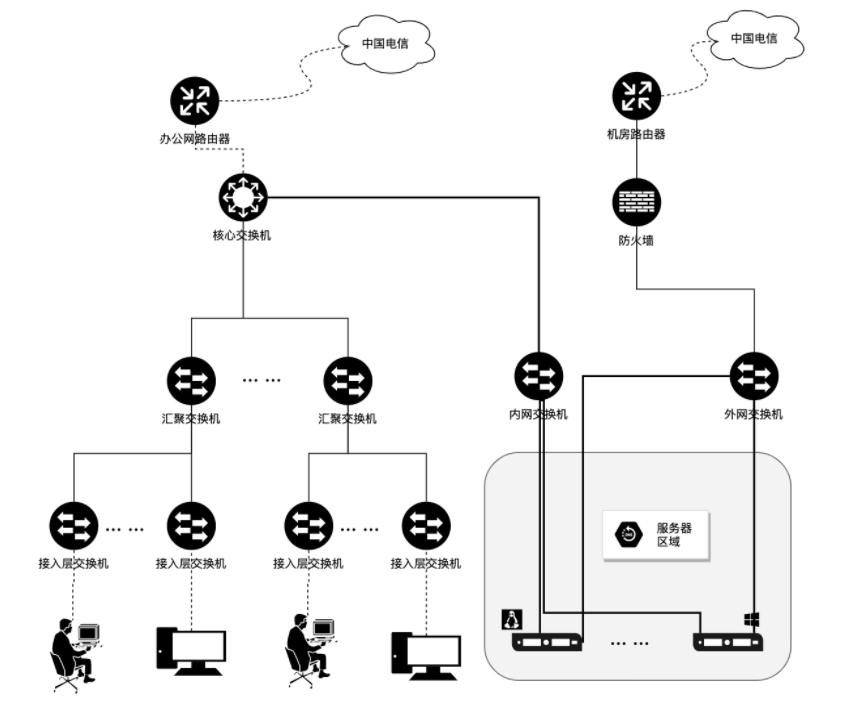 中国电信
中国电信
办公网路由器
机房路由器
核心交换机
防火墙
汇聚交换机
... ...
汇聚交换机
内网交换机
外网交换机
服务器
区域
接入层交换机
... ...
接入层交换机
接入层交换机
... ...
接入层交换机
... ...